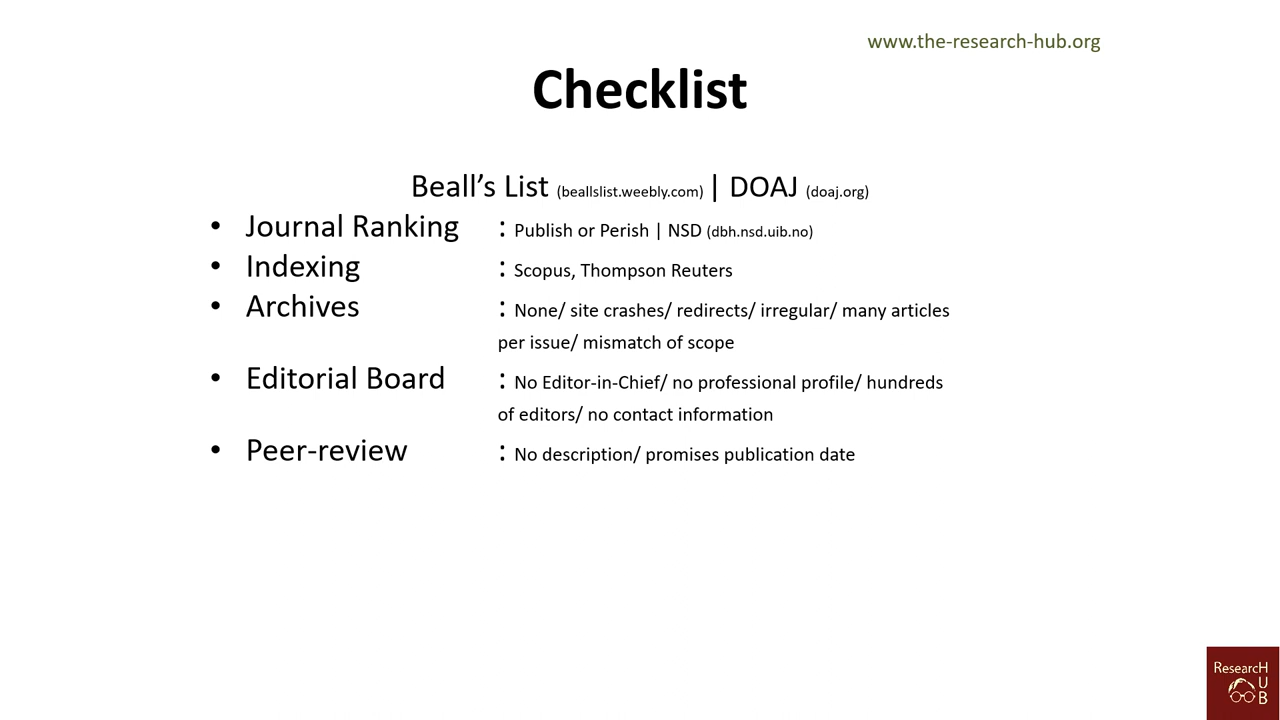 www.the-research-hub.org
Checklist
Beall’s List (beallslist.weebly.com) | DOAJ (doaj.org)
• Journal Ranking : Publish or Perish | NSD (dbh.nsd.uib.no)
• Indexing : Scopus, Thompson Reuters
• Archives : None/ site crashes/ redirects/ irregular/ many articles
per issue/ mismatch of scope
• Editorial Board : No Editor-in-Chief/ no professional profile/ hundreds
of editors/ no contact information
• Peer-review : No description/ promises publication date
ResearcH
U
B